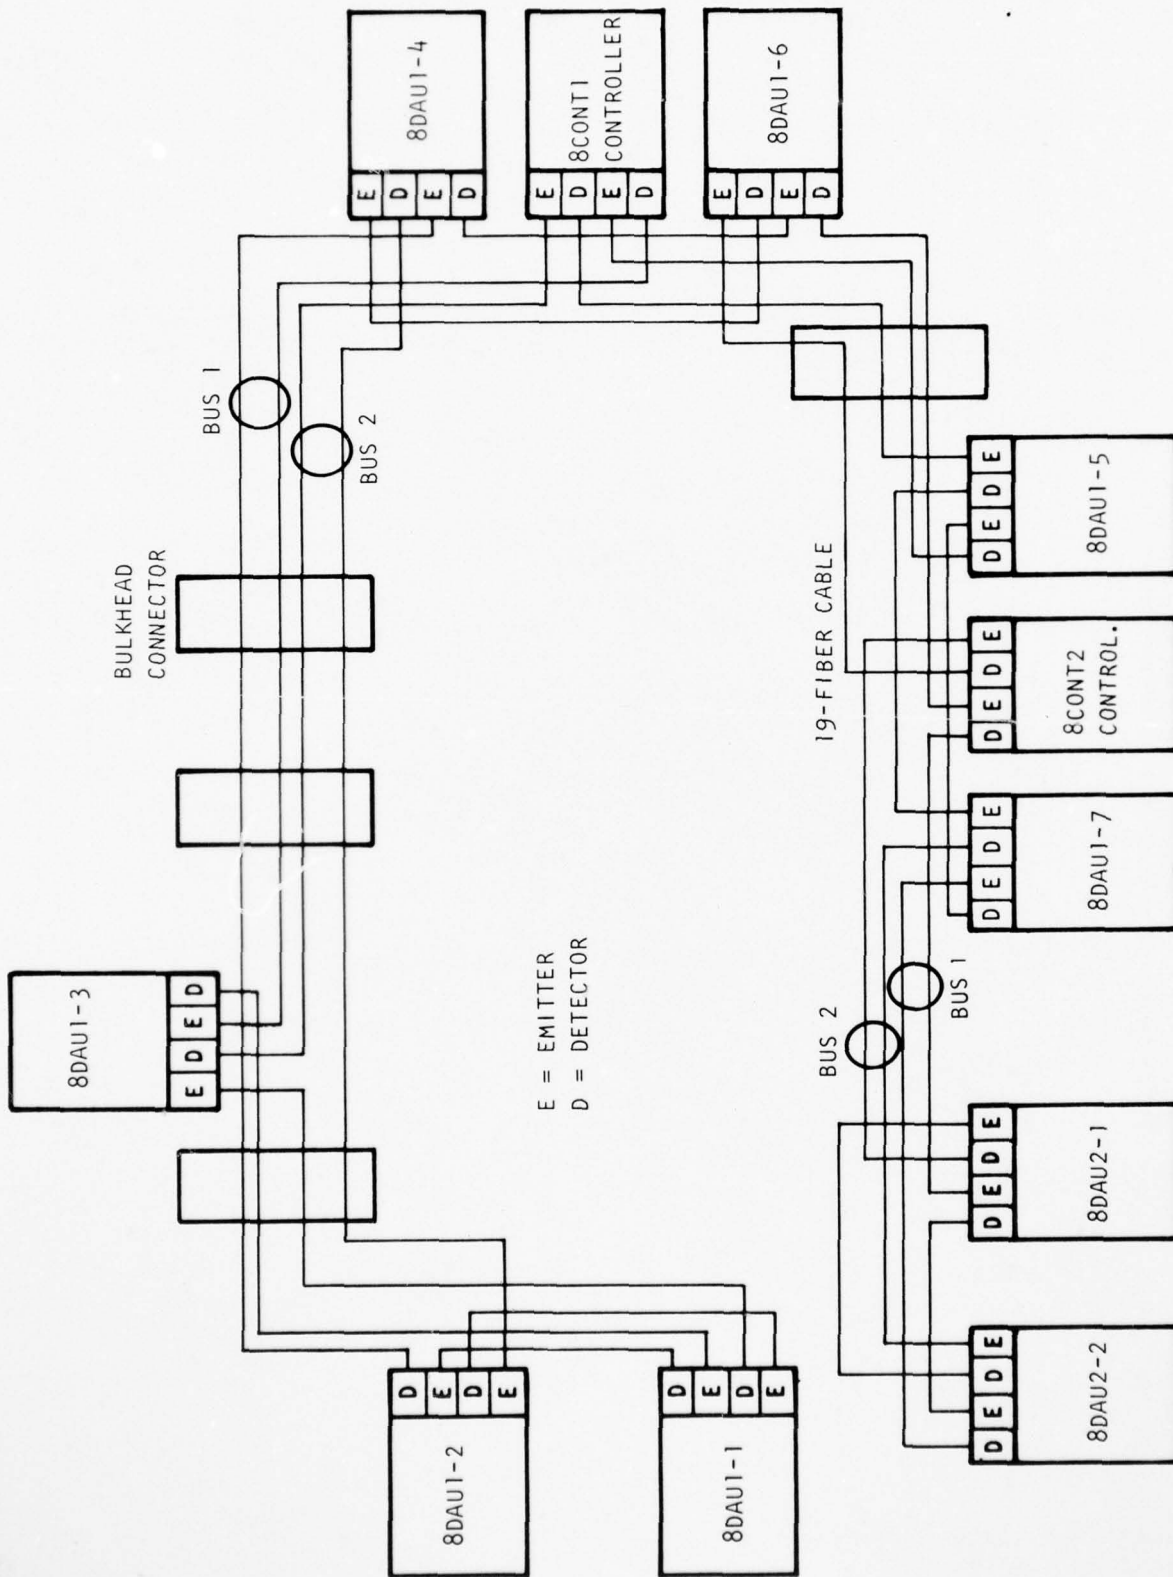 8DAU1-4
E
D
E
D
8CONT1
CONTROLLER
E
D
E
D
8DAU1-6
E
D
E
D
BUS 1
BUS 2
BULKHEAD
CONNECTOR
8DAU1-3
E
D
E
D
E = EMITTER
D = DETECTOR
19-FIBER CABLE
8DAU1-5
D
E
D
E
8CONT2
CONTROL.
D
E
D
E
8DAU1-7
D
E
D
E
BUS 2
BUS 1
8DAU2-1
D
E
D
E
8DAU2-2
D
E
D
E
8DAU1-2
D
E
D
E
8DAU1-1
D
E
D
E